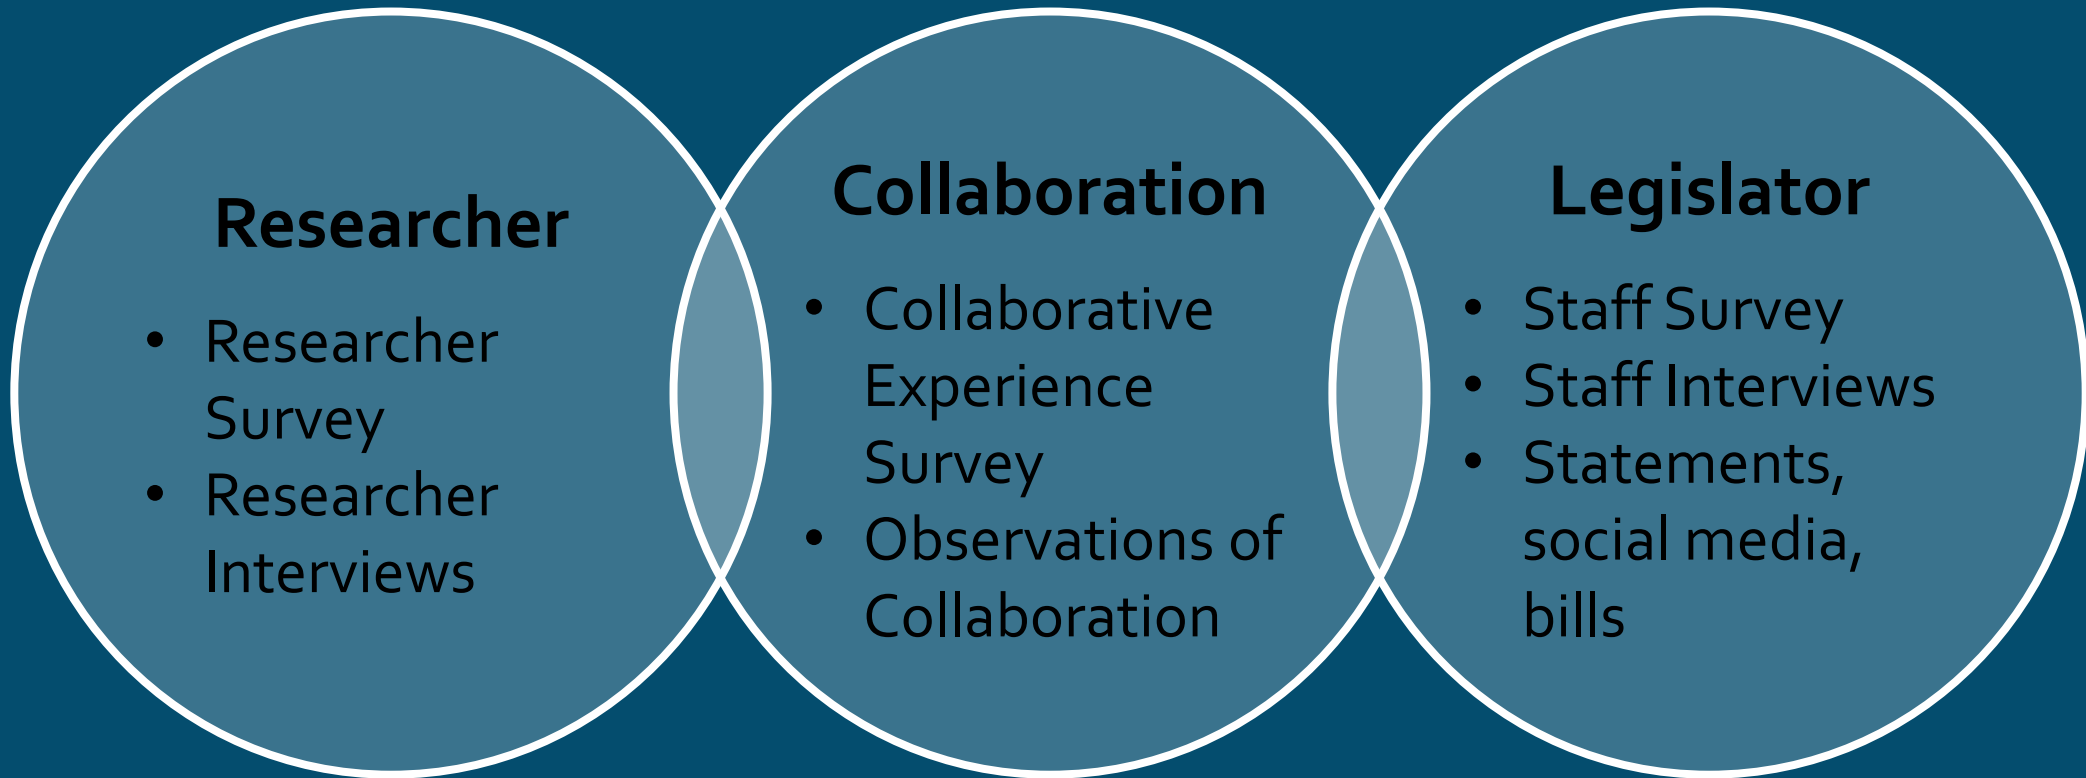 Researcher
• Researcher
Survey
• Researcher
Interviews
Collaboration
• Collaborative
Experience
Survey
• Observations of
Collaboration
Legislator
• Staff Survey
• Staff Interviews
• Statements,
social media,
bills